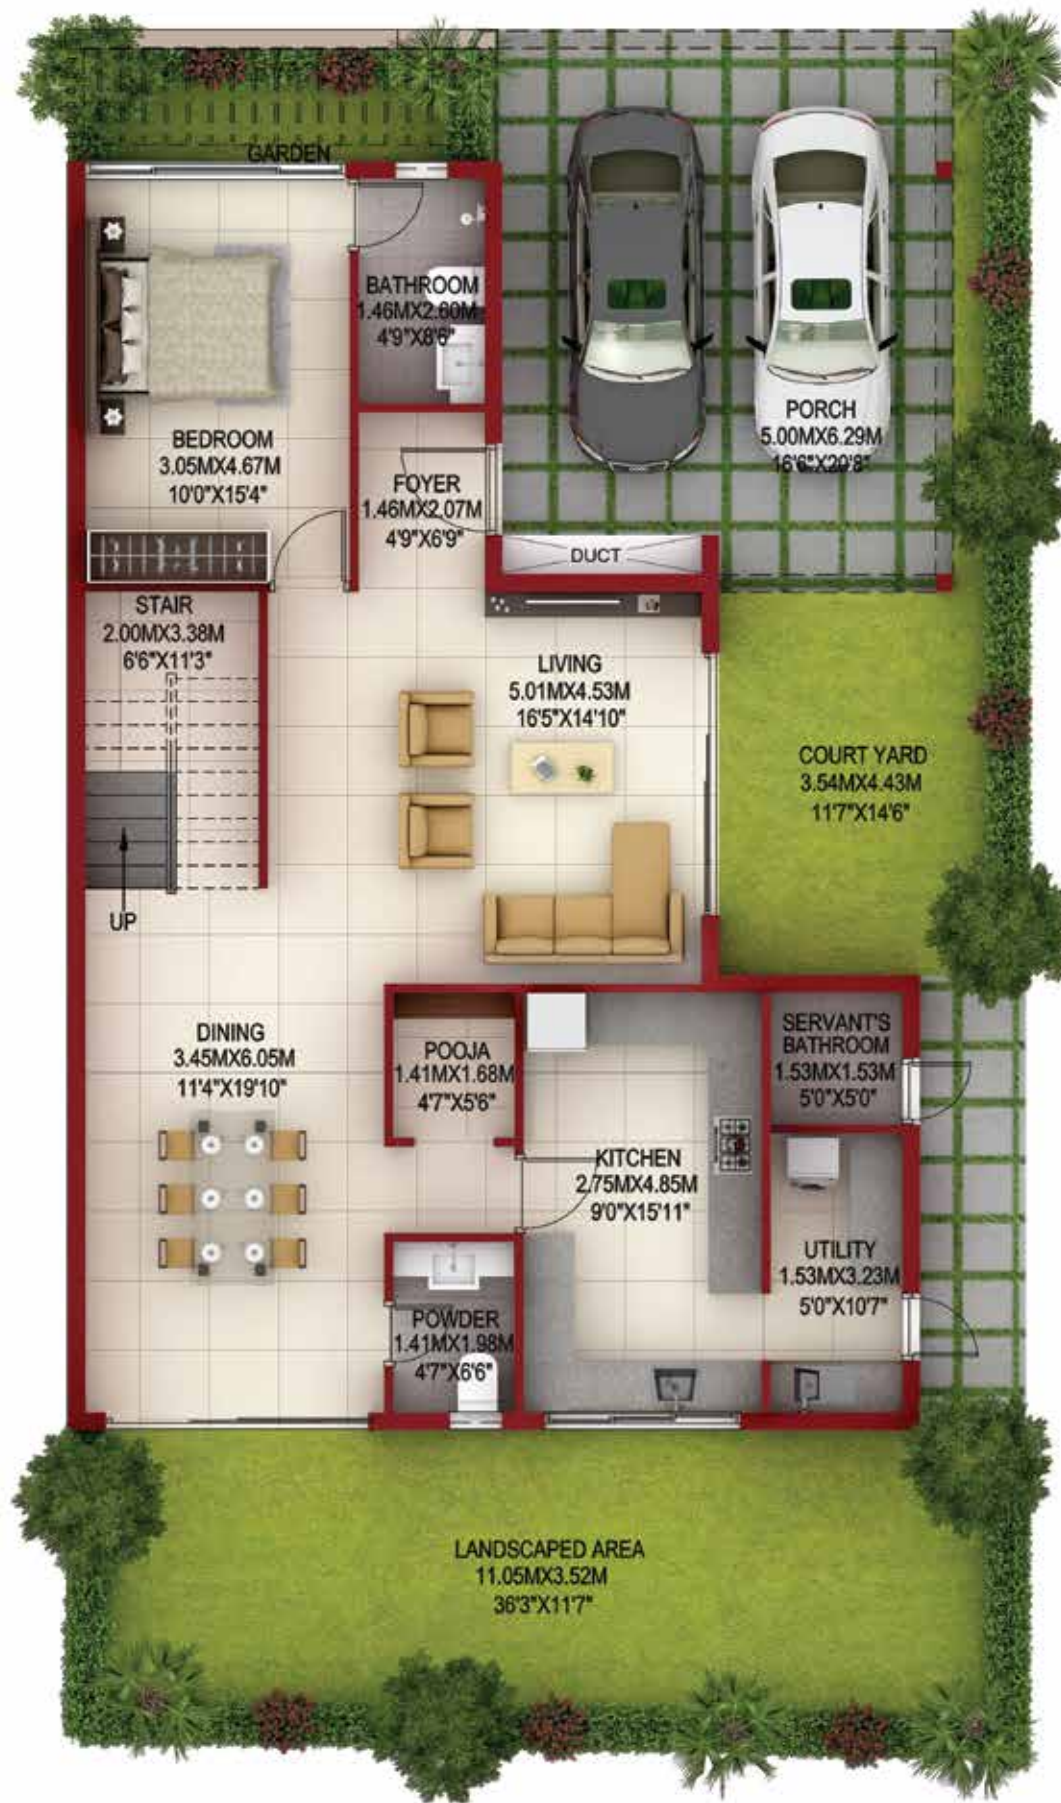 GARDEN
BATHROOM
1.46MX2.60M
4'9"X8'6"
PORCH
5.00MX6.29M
16'6"X20'8"
BEDROOM
3.05MX4.67M
10'0"X15'4"
FOYER
1.46MX2.07M
4'9"X6'9"
DUCT
STAIR
2.00MX3.38M
6'6"X11'3"
UP
LIVING
5.01MX4.53M
16'5"X14'10"
COURT YARD
3.54MX4.43M
11'7"X14'6"
DINING
3.45MX6.05M
11'4"X19'10"
POOJA
1.41MX1.68M
4'7"X5'6"
SERVANT'S
BATHROOM
1.53MX1.53M
5'0"X5'0"
KITCHEN
2.75MX4.85M
9'0"X15'11"
UTILITY
1.53MX3.23M
5'0"X10'7"
POWDER
1.41MX1.98M
4'7"X6'6"
LANDSCAPED AREA
11.05MX3.52M
36'3"X11'7"